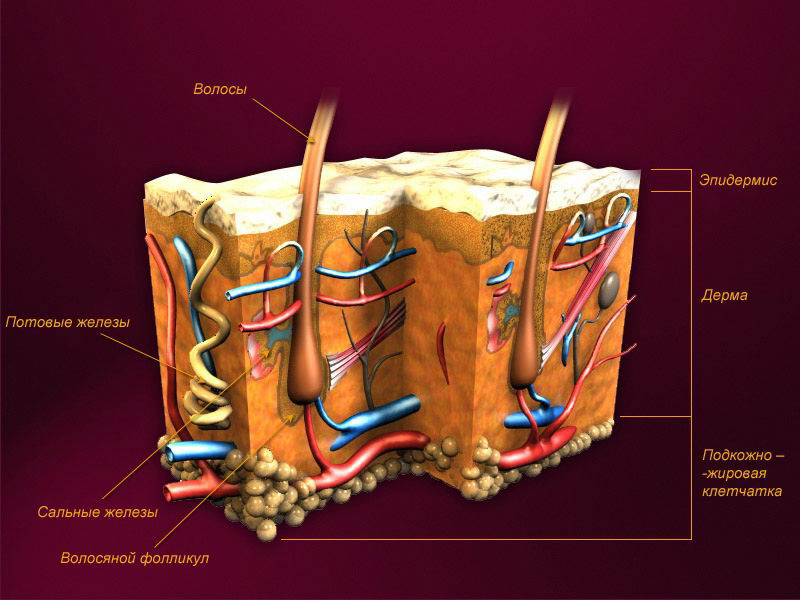 Волосы
Эпидермис
Дерма
Потовые железы
Подкожно –
-жировая
клетчатка
Сальные железы
Волосяной фолликул